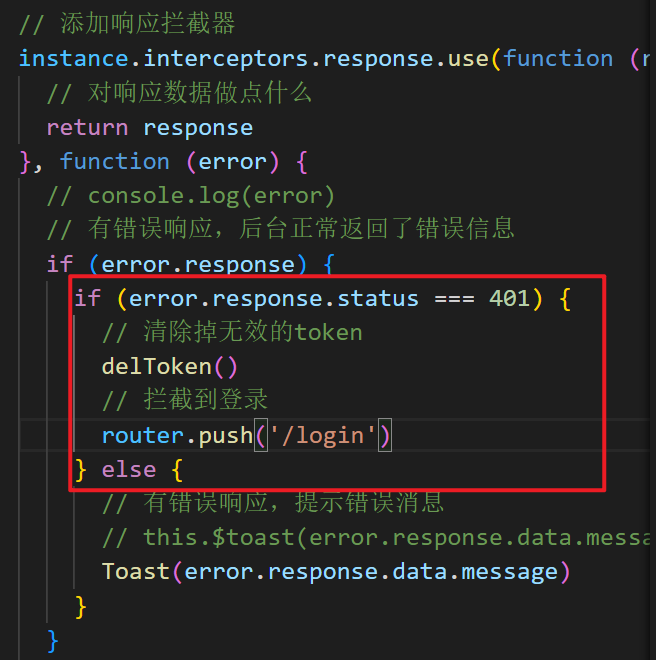 // 添加响应拦截器
instance.interceptors.response.use(function (r
// 对响应数据做点什么
return response
}, function (error) {
// console.log(error)
// 有错误响应，后台正常返回了错误信息
if (error.response) {
if (error.response.status === 401) {
// 清除掉无效的token
delToken()
// 拦截到登录
router.push('/login')
} else {
// 有错误响应，提示错误消息
// this.$toast(error.response.data.messa
Toast(error.response.data.message)
}
}